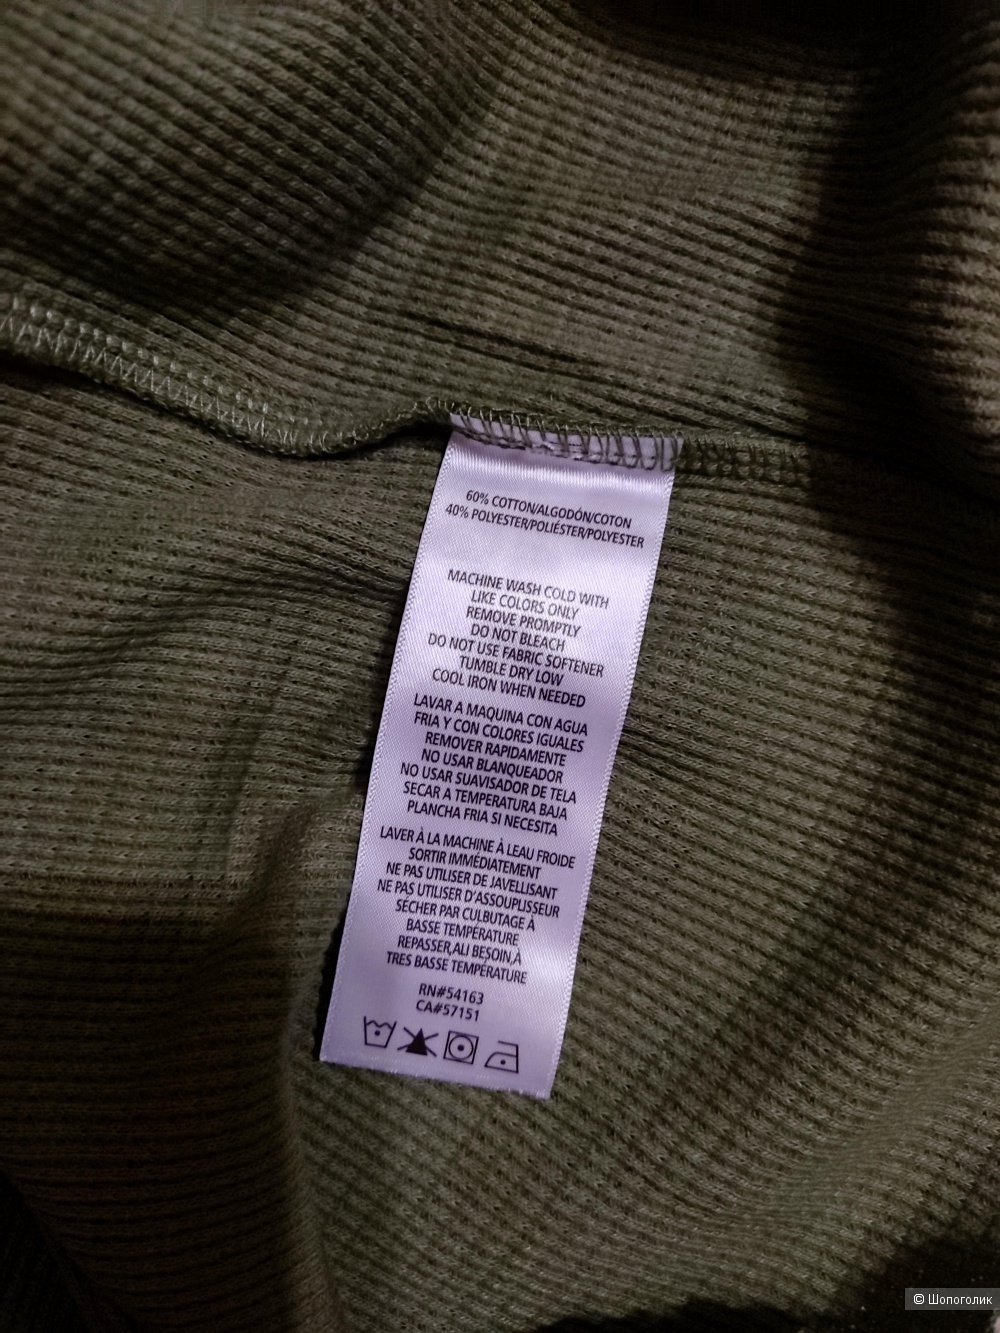 60% COTTON/ALGODÓN/COTON
40% POLYESTER/POLIÉSTER/POLYESTER
MACHINE WASH COLD WITH
LIKE COLORS ONLY
REMOVE PROMPTLY
DO NOT BLEACH
DO NOT USE FABRIC SOFTENER
TUMBLE DRY LOW
COOL IRON WHEN NEEDED
LAVAR A MAQUINA CON AGUA
FRIA Y CON COLORES IGUALES
REMOVER RAPIDAMENTE
NO USAR BLANQUEADOR
NO USAR SUAVISADOR DE TELA
SECAR A TEMPERATURA BAJA
PLANCHA FRIA SI NECESITA
LAVER À LA MACHINE À LEAU FROIDE
SORTIR IMMÉDIATEMENT
NE PAS UTILISER DE JAVELLISANT
NE PAS UTILISER D'ASSOUPLISSEUR
SÉCHER PAR CULBUTAGE À
BASSE TEMPÉRATURE
REPASSER,ALI BESOIN,À
TRES BASSE TEMPÉRATURE
RN#54163
CA#57151
© Шопоголик